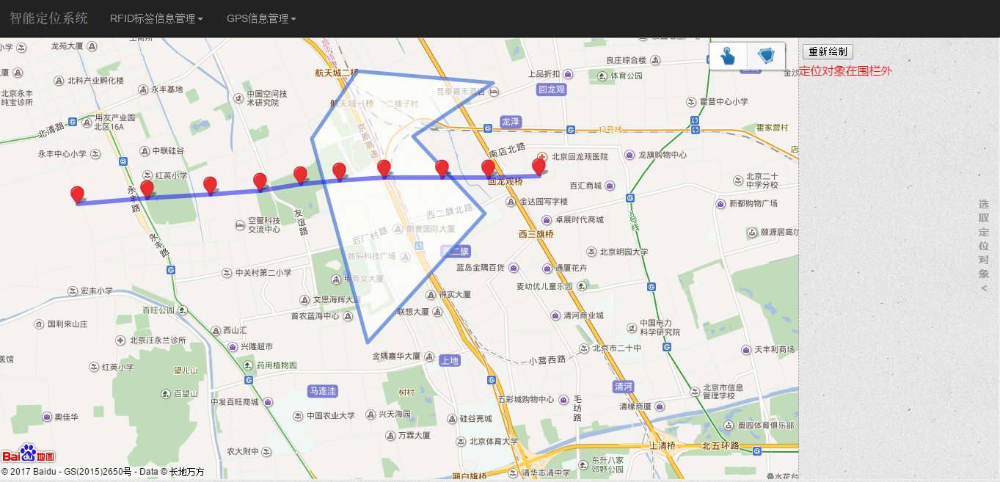 智能定位系统 RFID标签信息管理 GPS信息管理
重新绘制
定位对象在围栏外
选取定位对象
<
小学
龙苑大厦
航天城二桥
良庄综合楼
上品折扣
体育公园
金沙
厦
北科产业孵化楼
永丰基地
中国空间技
术研究院
昆泰嘉禾酒店
回龙观
北京永丰
纯宝诊所
航天城一桥
二拨子村
霍营中心小学
用友产业园
北区16A
北清路
京新高速
龙泽
13号线
霍家营村
永丰中心小学
中联硅谷
南店北路
北京回龙观医院
龙旗购物中心
店
红英小学
回龙观桥
百汇商城
北京二十
中学分校
永丰路
友谊路
金达园写字楼
新都购物广场
空管科技
交流中心
西二旗北路
卓展时代商城
8号线
后厂村路
鹏寰国际大厦
西三旗桥
颐源居高尔
永丰路
西二旗
数码科技广场
北京明园大学
蓝岛金隅百货
通厦花卉
中关村第二小学
甲骨文大厦
麦幼优儿童乐园
宏丰小学
文思海辉大厦
得实大厦
百旺公园
首农蓝海中心
联想大厦
清河商业城
国利来山庄
西山汇
中国电力
科学研究院
北京汪永兰诊所
兴隆超市
北京市二十中
天丰利商场
医馆
红英小学
药用植物园
金隅嘉华大厦
上地
小营西路
望儿山
百望山
马连洼
树村
清河
北京市信息
管理学校
中发百旺商城
五彩城购物中心
毛纺路
清缘商厦
奥佳华
中国农业大学
兴天海园
硅谷亮城
奥园体育俱乐部
万霖大厦
北京体育大学
农大附中
上清桥
北五环路
Bai du 地图
东升八家
郊野公园
厢白旗桥
清华志清中学
叠水花台
© 2017 Baidu - GS(2015)2650号 - Data © 长地万方